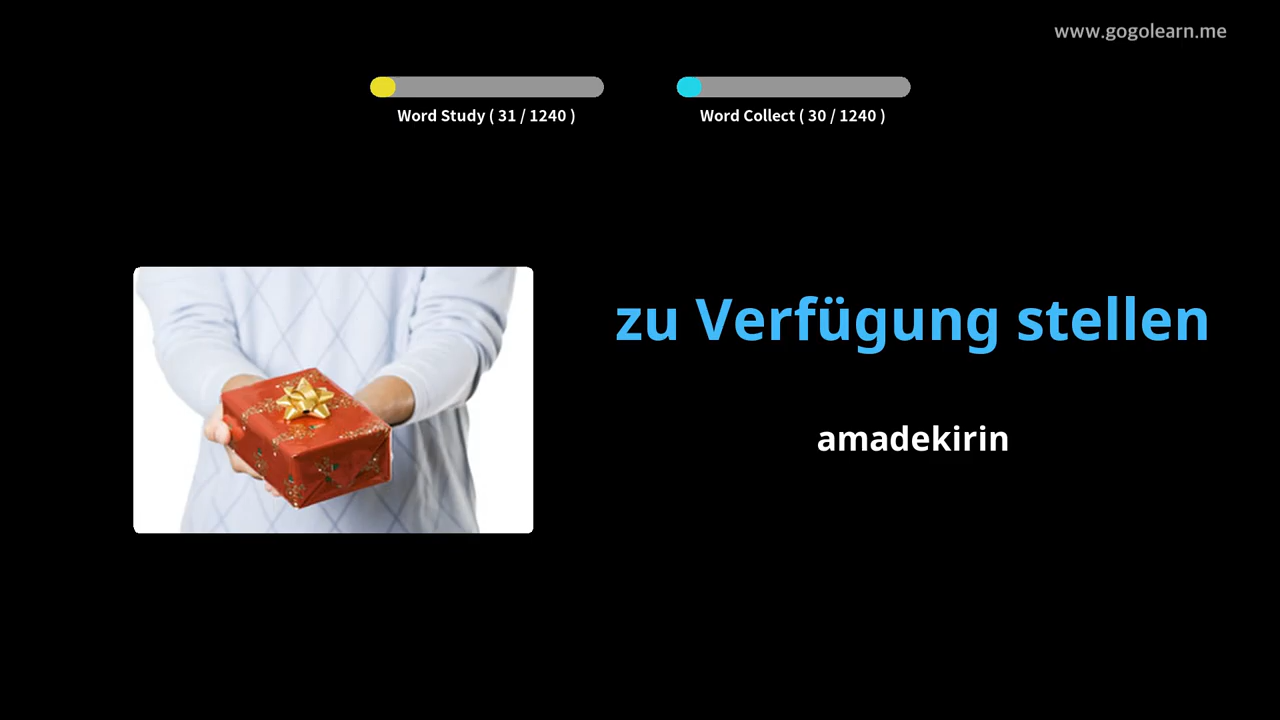 www.gogolearn.me
Word Study ( 31 / 1240 )
Word Collect ( 30 / 1240 )
zu Verfügung stellen
amadekirin